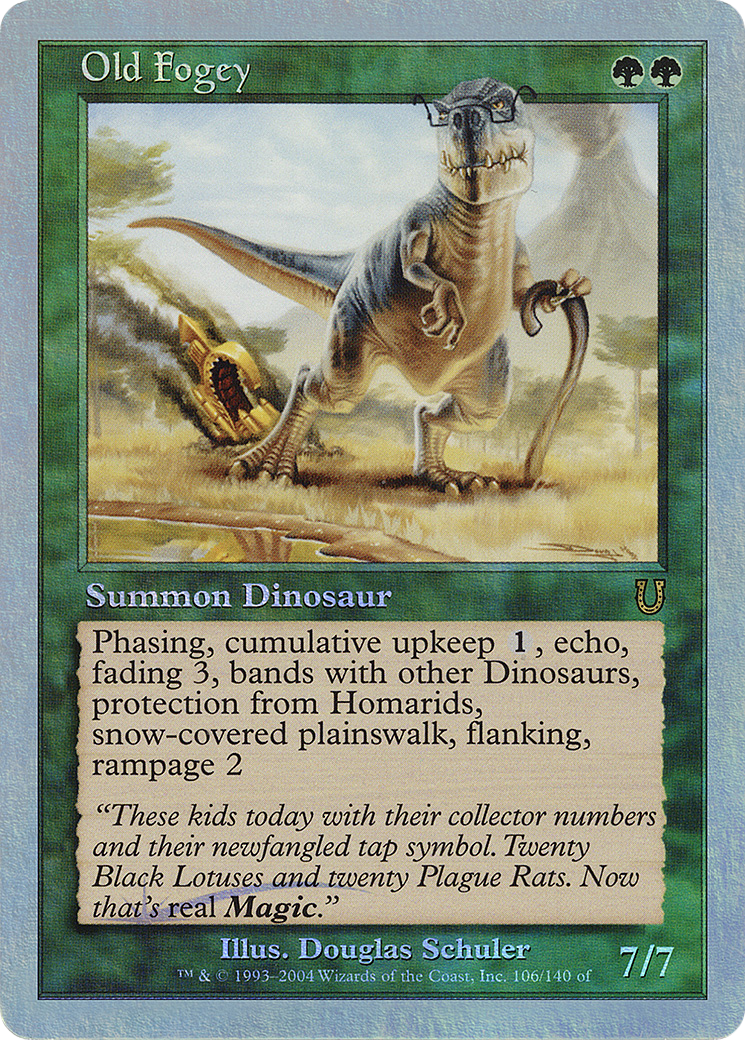 Old Fogey
Summon Dinosaur
Phasing, cumulative upkeep 1, echo,
fading 3, bands with other Dinosaurs,
protection from Homarids,
snow-covered plainswalk, flanking,
rampage 2
“These kids today with their collector numbers
and their newfangled tap symbol. Twenty
Black Lotuses and twenty Plague Rats. Now
that’s real Magic.”
Illus. Douglas Schuler
7/7
™ & © 1993–2004 Wizards of the Coast, Inc. 106/140 of